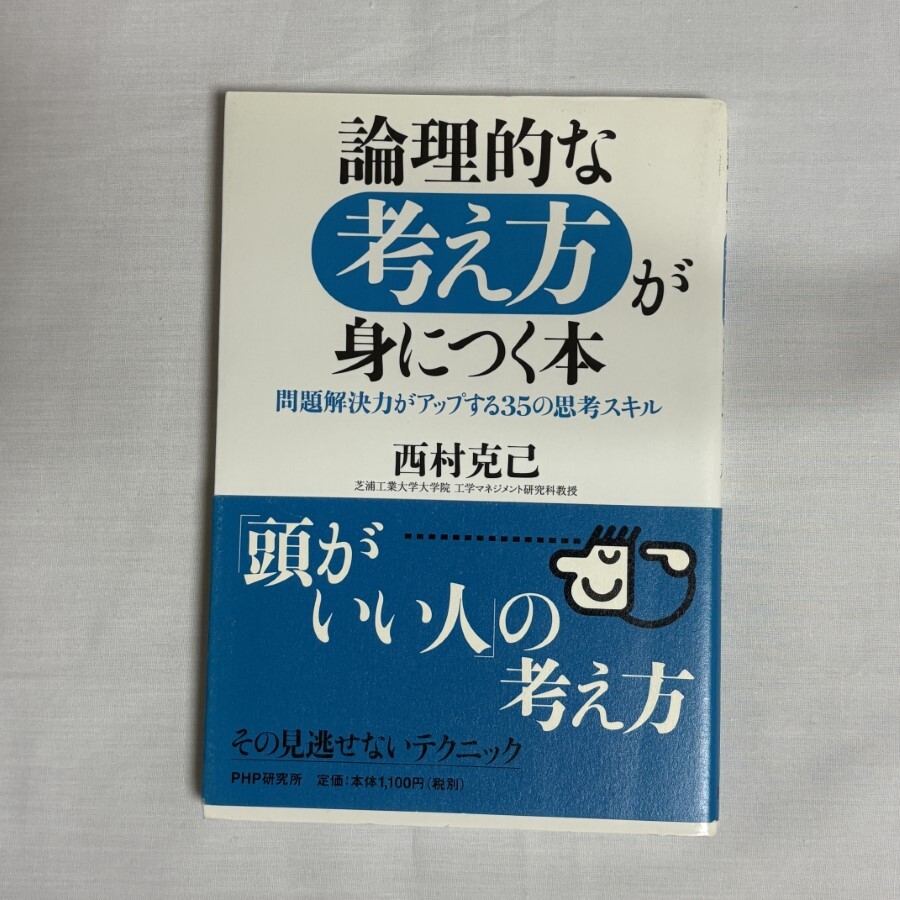 論理的な
考え方が
身につく本
問題解決力がアップする35の思考スキル
西村克己
芝浦工業大学大学院 工学マネジメント研究科教授
「頭が
いい人」の
考え方
その見逃せないテクニック
PHP研究所 定価:本体1,100円(税別)